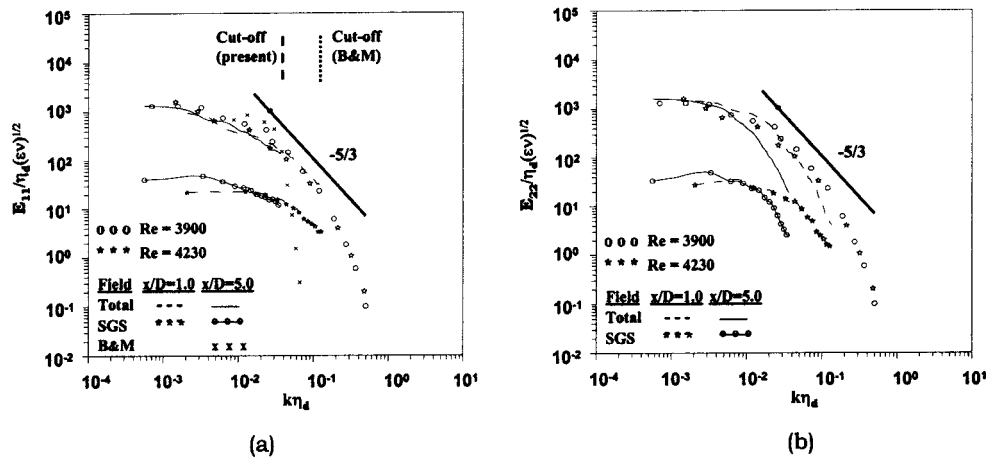 10⁵
10⁴
10³
10²
10¹
10⁰
10⁻¹
10⁻²
E₁₁/η_d(εν)^1/2
Cut-off (present)
Cut-off (B&M)
-5/3
o o o Re = 3900
★ ★ ★ Re = 4230
Field x/D=1.0 x/D=5.0
Total
SGS
B&M x x x
10⁻⁴ 10⁻³ 10⁻² 10⁻¹ 10⁰ 10¹
kη_d
(a)
10⁵
10⁴
10³
10²
10¹
10⁰
10⁻¹
10⁻²
E₂₂/η_d(εν)^1/2
-5/3
o o o Re = 3900
★ ★ ★ Re = 4230
Field x/D=1.0 x/D=5.0
Total
SGS
10⁻⁴ 10⁻³ 10⁻² 10⁻¹ 10⁰ 10¹
kη_d
(b)